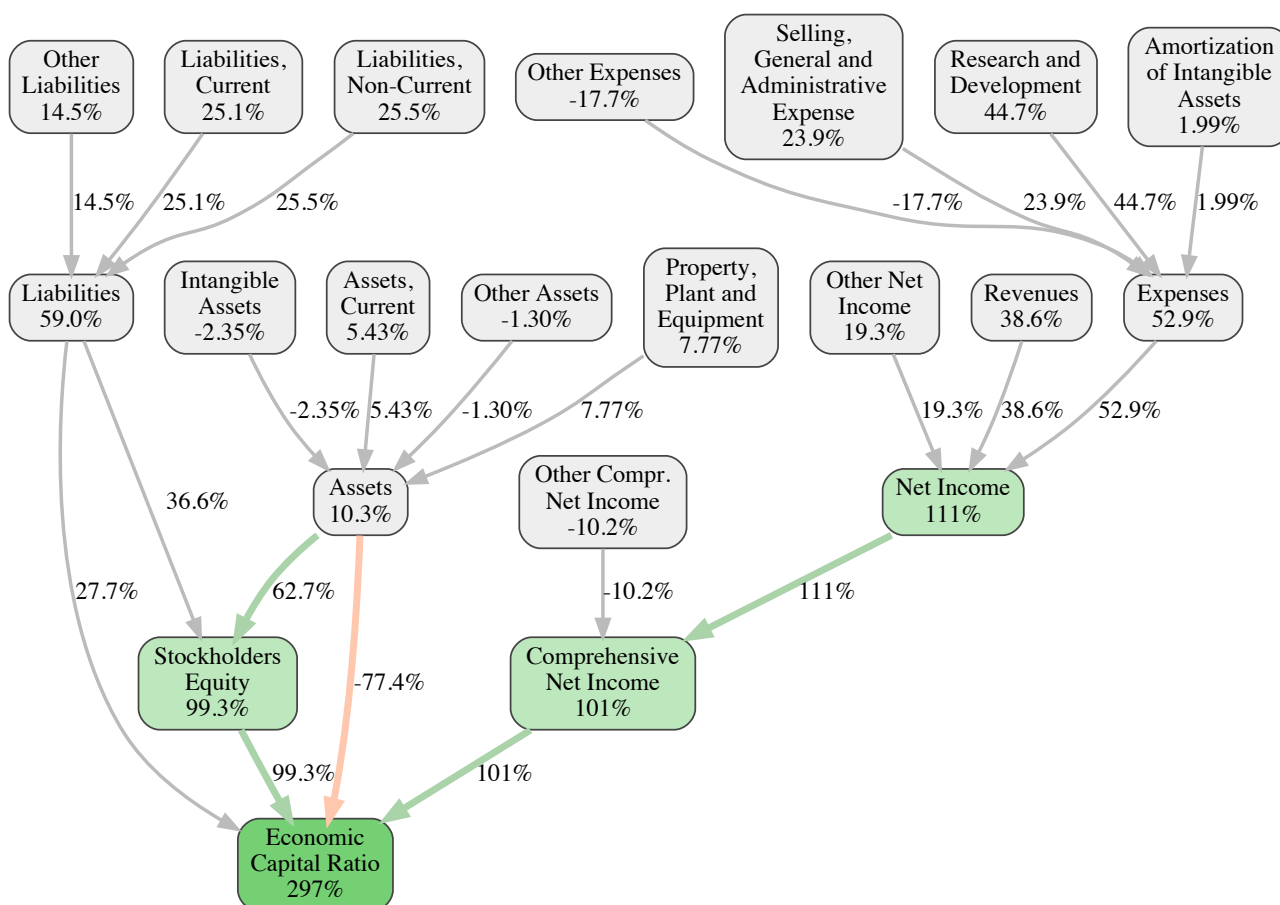 Other
Liabilities
14.5%
Liabilities,
Current
25.1%
Liabilities,
Non-Current
25.5%
Other Expenses
-17.7%
Selling,
General and
Administrative
Expense
23.9%
Research and
Development
44.7%
Amortization
of Intangible
Assets
1.99%
14.5%
25.1%
25.5%
-17.7%
23.9%
44.7%
1.99%
Liabilities
59.0%
Intangible
Assets
-2.35%
Assets,
Current
5.43%
Other Assets
-1.30%
Property,
Plant and
Equipment
7.77%
Other Net
Income
19.3%
Revenues
38.6%
Expenses
52.9%
-2.35%
5.43%
-1.30%
7.77%
19.3%
38.6%
52.9%
36.6%
Assets
10.3%
Other Compr.
Net Income
-10.2%
Net Income
111%
27.7%
62.7%
-10.2%
111%
Stockholders
Equity
99.3%
-77.4%
Comprehensive
Net Income
101%
99.3%
101%
Economic
Capital Ratio
297%